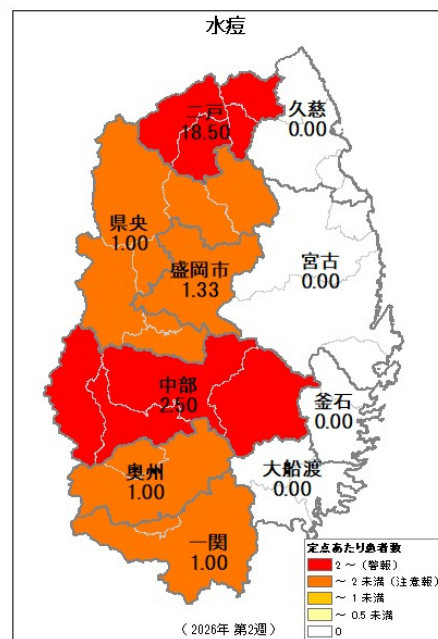 水痘
二戸
18.50
久慈
0.00
県央
1.00
盛岡市
1.33
宮古
0.00
中部
2.50
釜石
0.00
奥州
1.00
大船渡
0.00
一関
1.00
定点あたり患者数
2 ～ (警報)
～ 2 未満 (注意報)
～ 1 未満
～ 0.5 未満
0
(2026年 第2週)